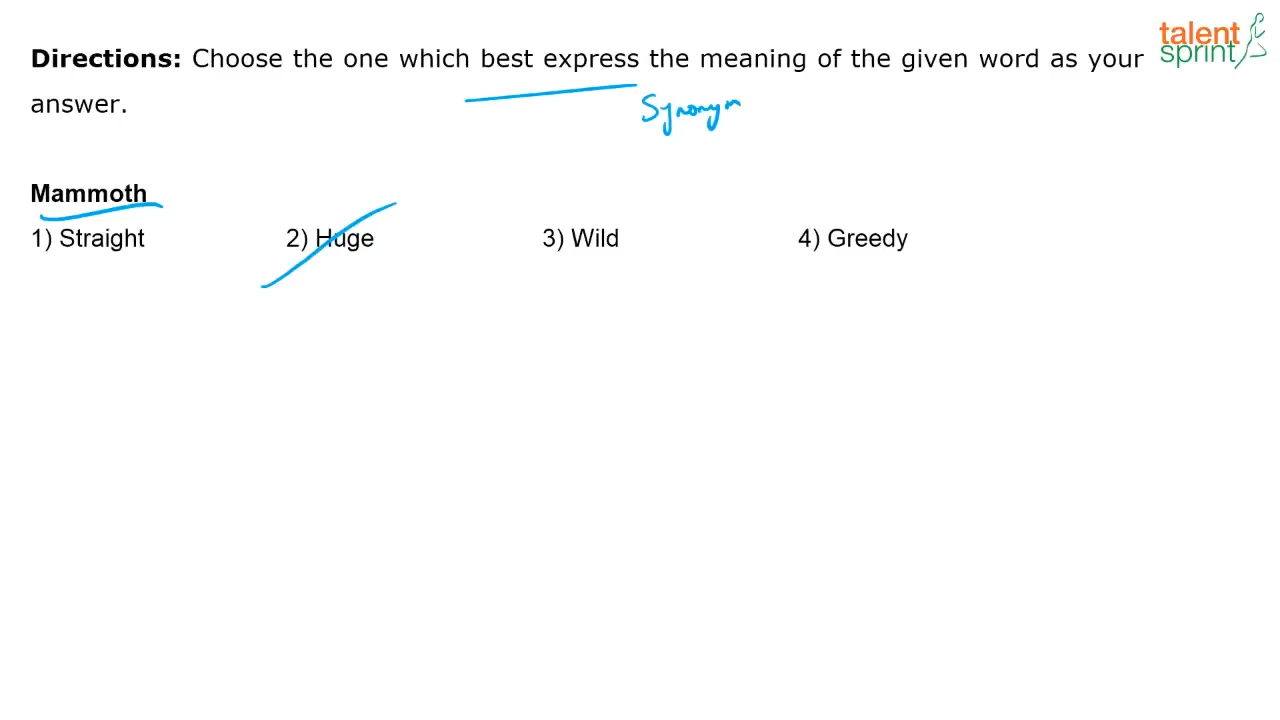 Directions: Choose the one which best express the meaning of the given word as your
answer.
talent
sprint
Synonym
Mammoth
1) Straight 2) Huge 3) Wild 4) Greedy